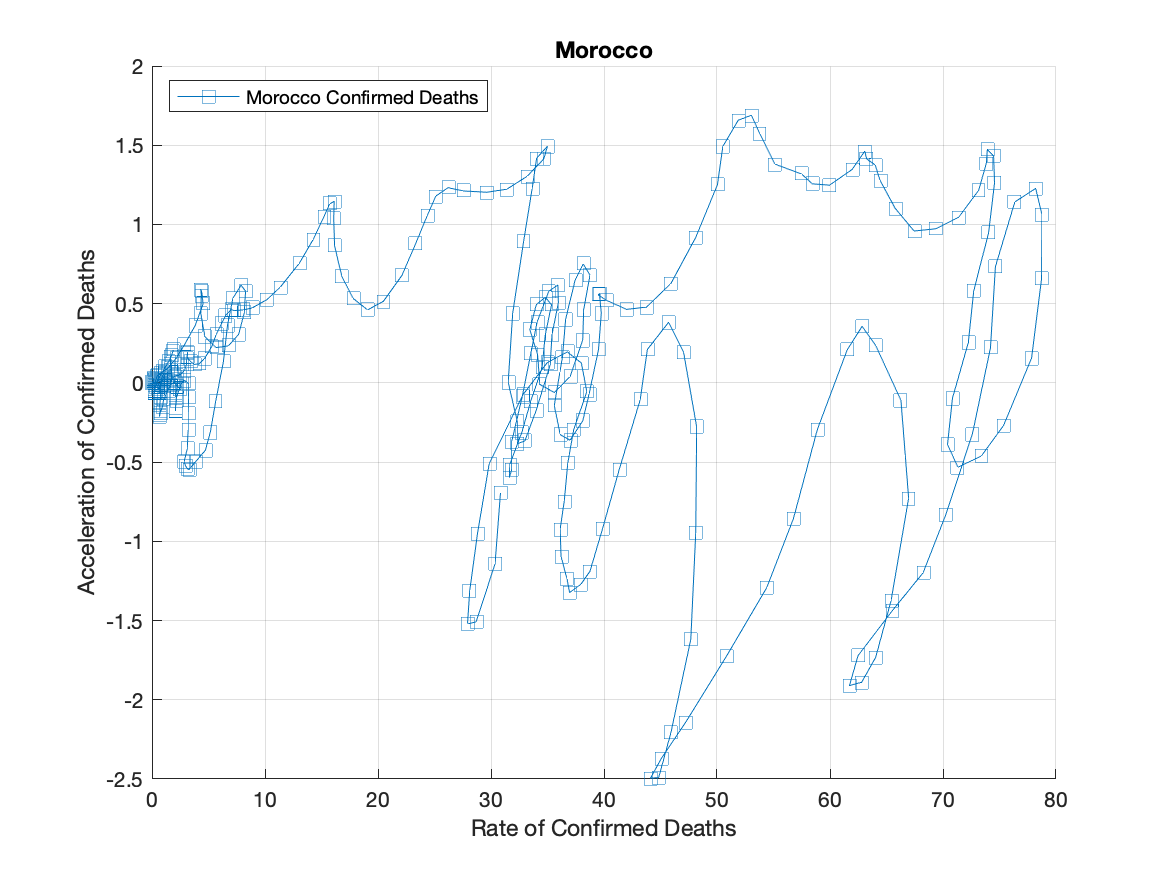 Morocco
Morocco Confirmed Deaths
2
1.5
1
0.5
0
-0.5
-1
-1.5
-2
-2.5
Acceleration of Confirmed Deaths
0 10 20 30 40 50 60 70 80
Rate of Confirmed Deaths